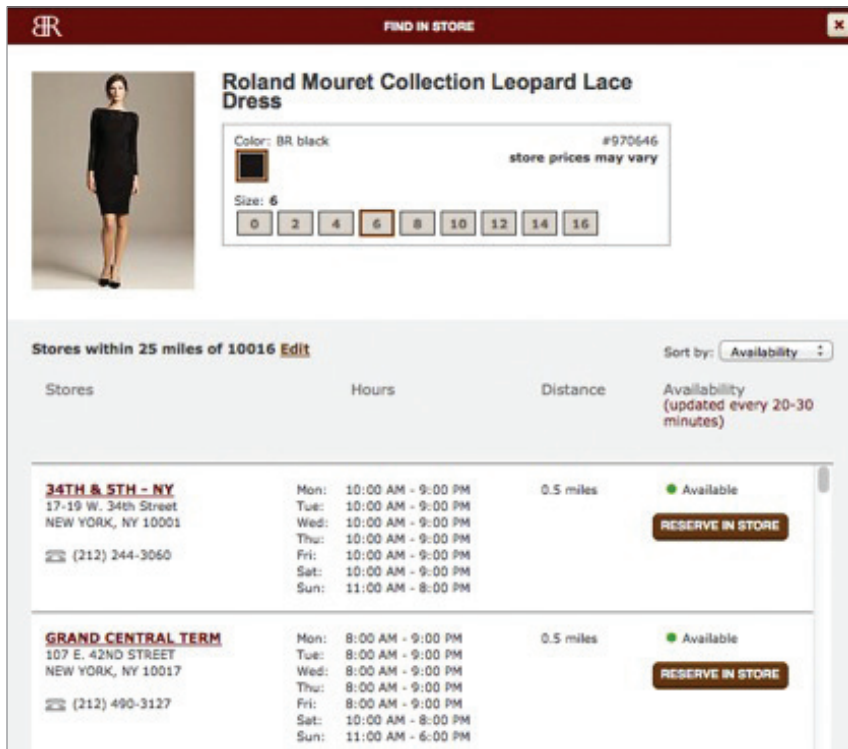 BR FIND IN STORE ×
Roland Mouret Collection Leopard Lace
Dress
Color: BR black #970646
store prices may vary
Size: 6
0 2 4 6 8 10 12 14 16
Stores within 25 miles of 10016 Edit Sort by: Availability
Stores Hours Distance Availability
(updated every 20-30
minutes)
34TH & 5TH - NY
17-19 W. 34th Street
NEW YORK, NY 10001
(212) 244-3060
Mon: 10:00 AM - 9:00 PM
Tue: 10:00 AM - 9:00 PM
Wed: 10:00 AM - 9:00 PM
Thu: 10:00 AM - 9:00 PM
Fri: 10:00 AM - 9:00 PM
Sat: 10:00 AM - 9:00 PM
Sun: 11:00 AM - 8:00 PM
0.5 miles
Available
RESERVE IN STORE
GRAND CENTRAL TERM
107 E. 42ND STREET
NEW YORK, NY 10017
(212) 490-3127
Mon: 8:00 AM - 9:00 PM
Tue: 8:00 AM - 9:00 PM
Wed: 8:00 AM - 9:00 PM
Thu: 8:00 AM - 9:00 PM
Fri: 8:00 AM - 9:00 PM
Sat: 10:00 AM - 8:00 PM
Sun: 11:00 AM - 6:00 PM
0.5 miles
Available
RESERVE IN STORE